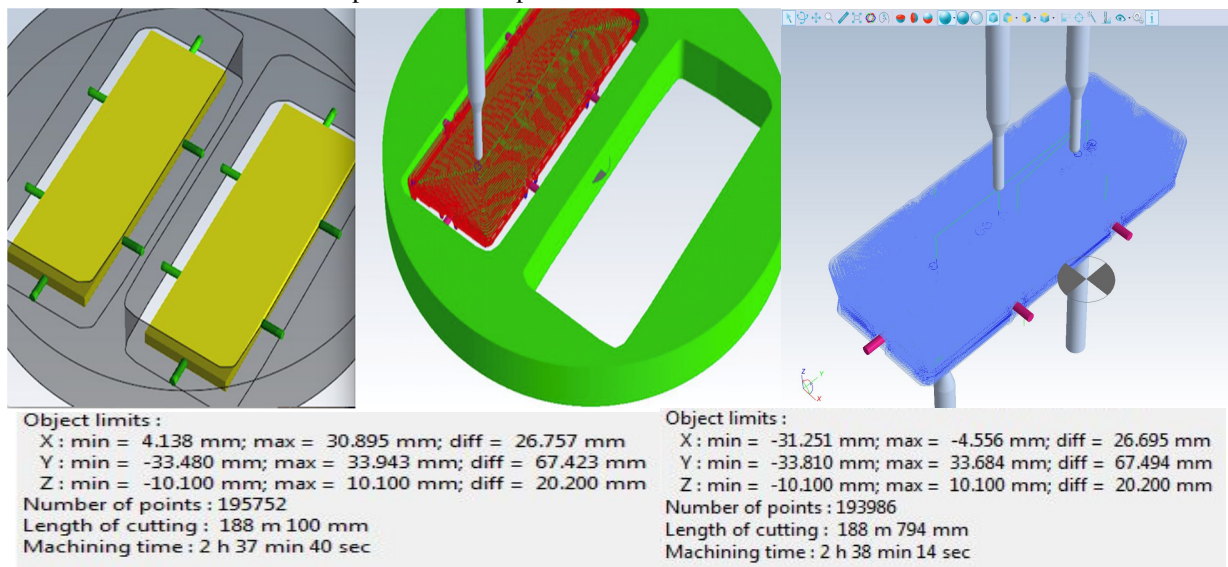 Z
Y
X
Object limits :
X : min = 4.138 mm; max = 30.895 mm; diff = 26.757 mm
Y : min = -33.480 mm; max = 33.943 mm; diff = 67.423 mm
Z : min = -10.100 mm; max = 10.100 mm; diff = 20.200 mm
Number of points : 195752
Length of cutting : 188 m 100 mm
Machining time : 2 h 37 min 40 sec
Object limits :
X : min = -31.251 mm; max = -4.556 mm; diff = 26.695 mm
Y : min = -33.810 mm; max = 33.684 mm; diff = 67.494 mm
Z : min = -10.100 mm; max = 10.100 mm; diff = 20.200 mm
Number of points : 193986
Length of cutting : 188 m 794 mm
Machining time : 2 h 38 min 14 sec